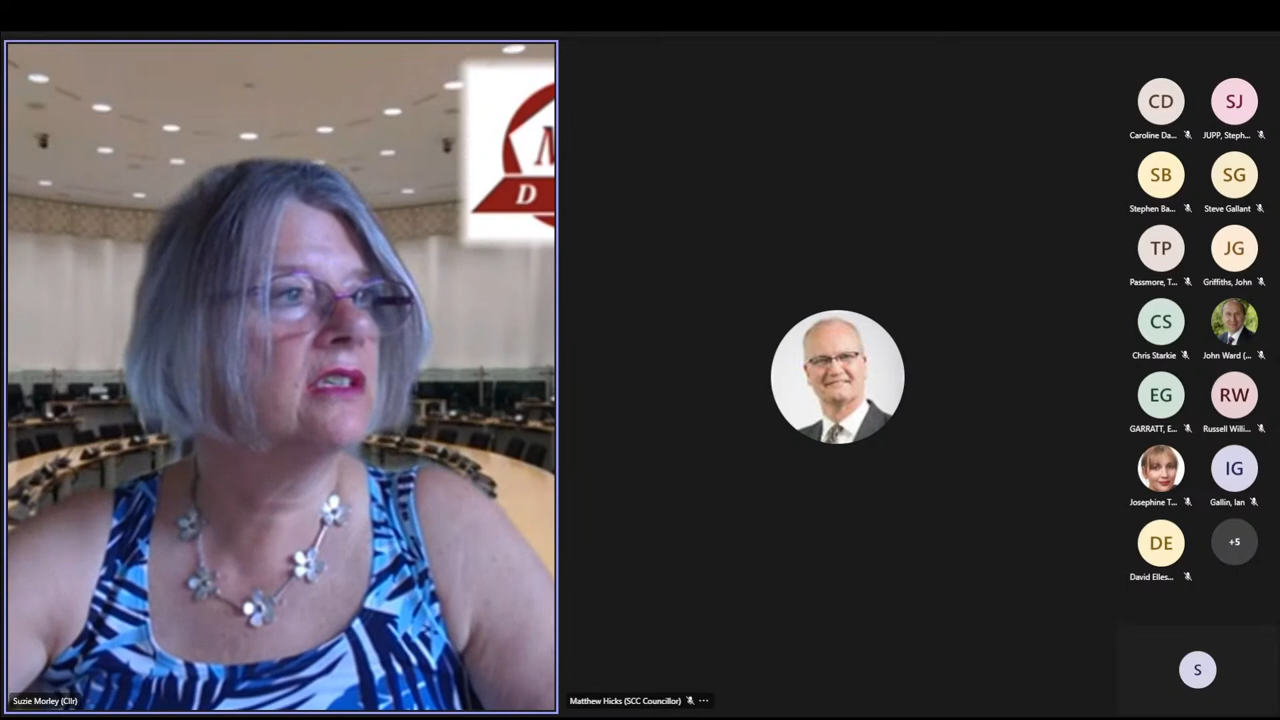 M
D
Suzie Morley (Cllr)
Matthew Hicks (SCC Councillor)
CD
SJ
Caroline Da...
JUPP, Steph...
SB
SG
Stephen Ba...
Steve Gallant
TP
JG
Passmore, T...
Griffiths, John
CS
Chris Starkie
John Ward (...
EG
RW
GARRATT, E...
Russell Willi...
IG
Josephine T...
Gallin, Ian
DE
+5
David Elles...
S